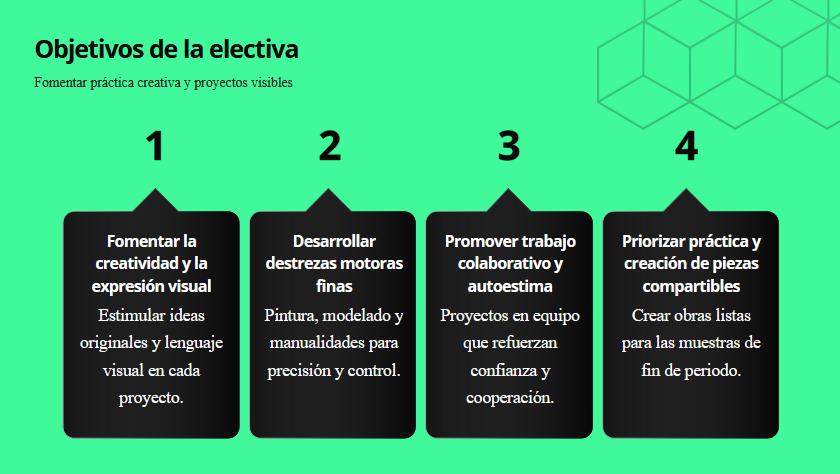 Objetivos de la electiva
Fomentar práctica creativa y proyectos visibles
1
Fomentar la
creatividad y la
expresión visual
Estimular ideas
originales y lenguaje
visual en cada
proyecto.
2
Desarrollar
destrezas motoras
finas
Pintura, modelado y
manualidades para
precisión y control.
3
Promover trabajo
colaborativo y
autoestima
Proyectos en equipo
que refuerzan
confianza y
cooperación.
4
Priorizar práctica y
creación de piezas
compartibles
Crear obras listas
para las muestras de
fin de periodo.